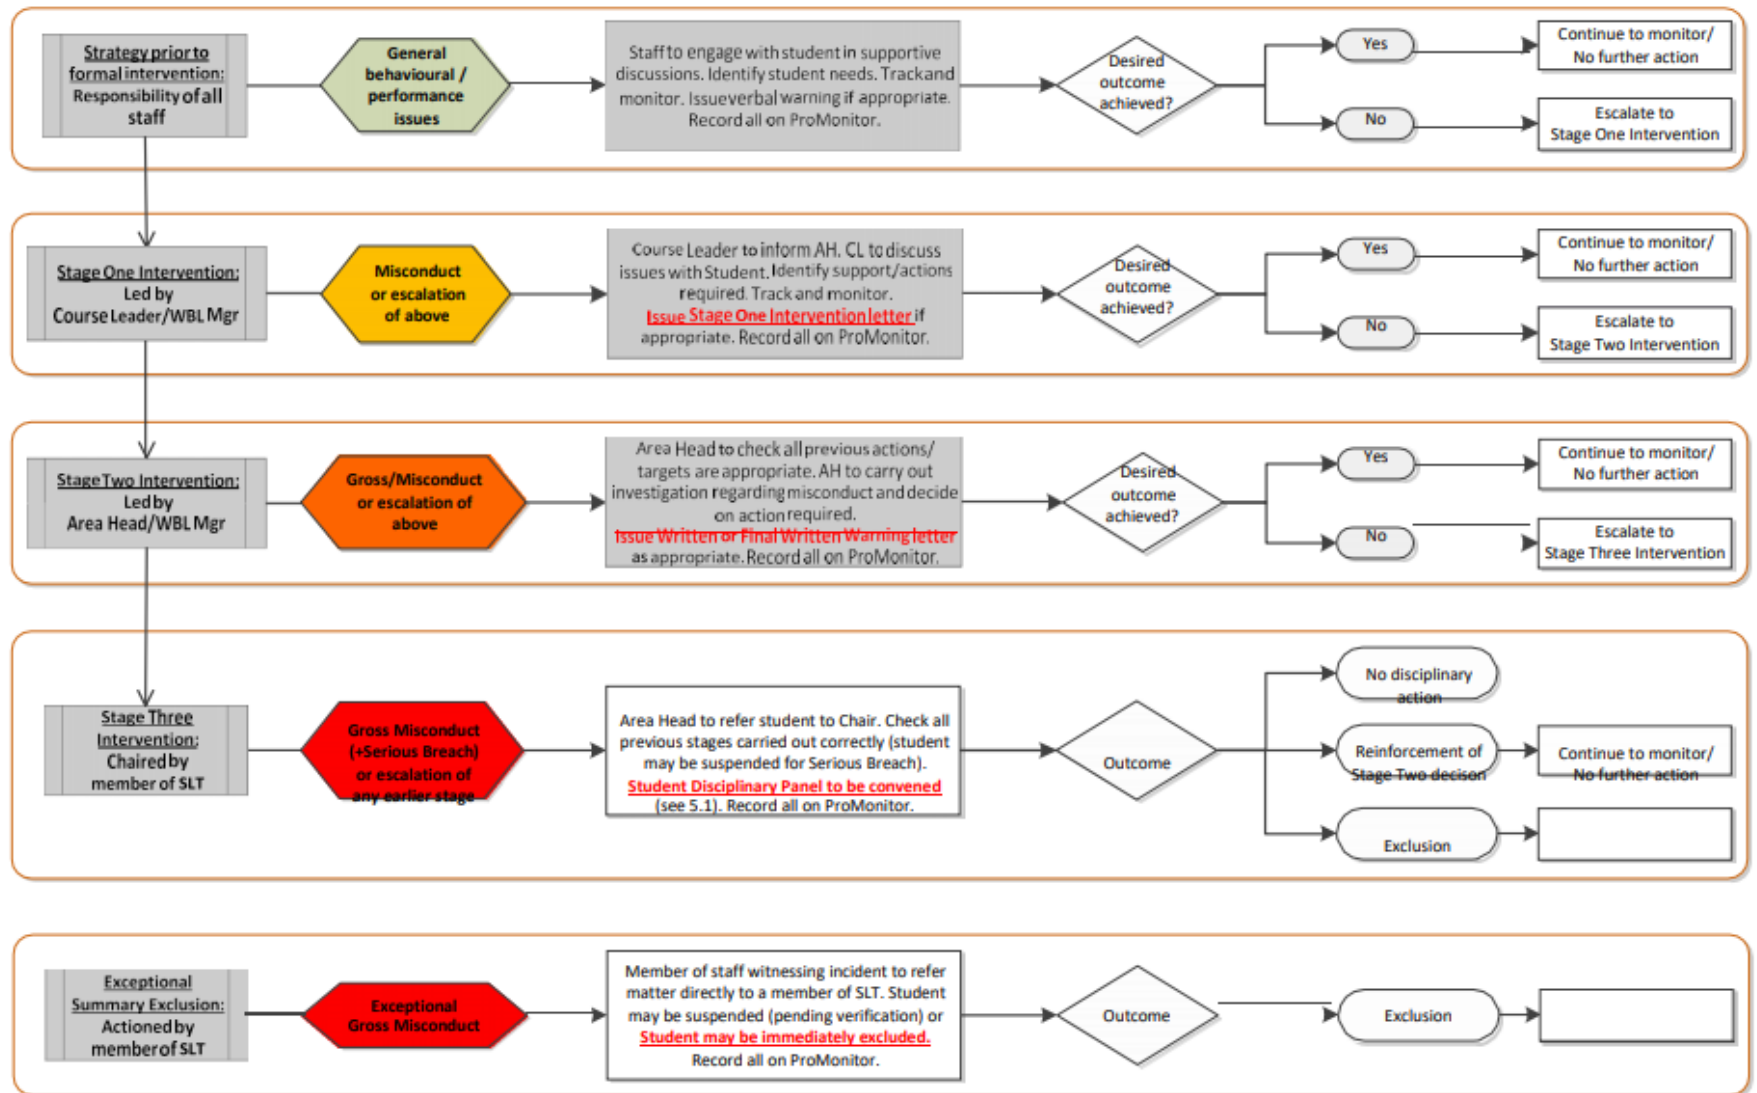 Strategy prior to
formal intervention:
Responsibility of all
staff
General
behavioural /
performance
issues
Staff to engage with student in supportive
discussions. Identify student needs. Track and
monitor. Issue verbal warning if appropriate.
Record all on ProMonitor.
Desired
outcome
achieved?
Yes
Continue to monitor/
No further action
No
Escalate to
Stage One Intervention
Stage One Intervention:
Led by
Course Leader/WBL Mgr
Misconduct
or escalation
of above
Course Leader to inform AH. CL to discuss
issues with Student. Identify support/actions
required. Track and monitor.
Issue Stage One Intervention letter if
appropriate. Record all on ProMonitor.
Desired
outcome
achieved?
Yes
Continue to monitor/
No further action
No
Escalate to
Stage Two Intervention
Stage Two Intervention:
Led by
Area Head/WBL Mgr
Gross/Misconduct
or escalation of
above
Area Head to check all previous actions/
targets are appropriate. AH to carry out
investigation regarding misconduct and decide
on action required.
Issue Written or Final Written Warning letter
as appropriate. Record all on ProMonitor.
Desired
outcome
achieved?
Yes
Continue to monitor/
No further action
No
Escalate to
Stage Three Intervention
Stage Three
Intervention:
Chaired by
member of SLT
Gross Misconduct
(+Serious Breach)
or escalation of
any earlier stage
Area Head to refer student to Chair. Check all
previous stages carried out correctly (student
may be suspended for Serious Breach).
Student Disciplinary Panel to be convened
(see 5.1). Record all on ProMonitor.
Outcome
No disciplinary
action
Reinforcement of
Stage Two decison
Continue to monitor/
No further action
Exclusion
Exceptional
Summary Exclusion:
Actioned by
member of SLT
Exceptional
Gross Misconduct
Member of staff witnessing incident to refer
matter directly to a member of SLT. Student
may be suspended (pending verification) or
Student may be immediately excluded.
Record all on ProMonitor.
Outcome
Exclusion